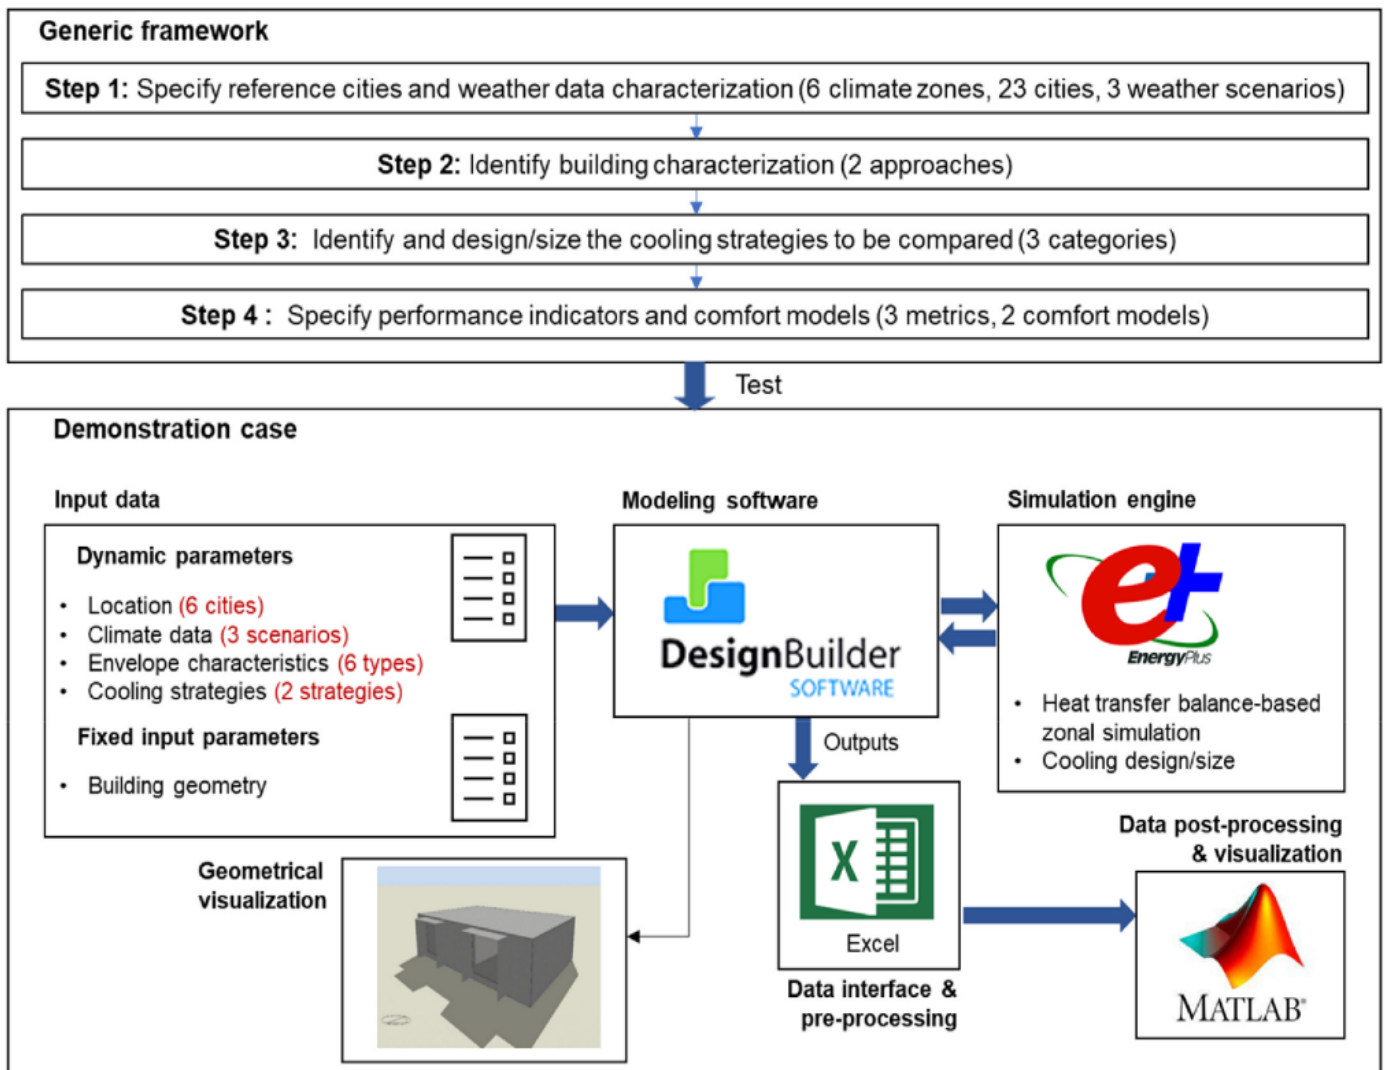 Generic framework
Step 1: Specify reference cities and weather data characterization (6 climate zones, 23 cities, 3 weather scenarios)
Step 2: Identify building characterization (2 approaches)
Step 3: Identify and design/size the cooling strategies to be compared (3 categories)
Step 4 : Specify performance indicators and comfort models (3 metrics, 2 comfort models)
Test
Demonstration case
Input data
Dynamic parameters
• Location (6 cities)
• Climate data (3 scenarios)
• Envelope characteristics (6 types)
• Cooling strategies (2 strategies)
Fixed input parameters
• Building geometry
Modeling software
DesignBuilder
SOFTWARE
Simulation engine
e+
EnergyPlus
• Heat transfer balance-based
zonal simulation
• Cooling design/size
Outputs
X
Excel
Data interface &
pre-processing
Geometrical
visualization
Data post-processing
& visualization
MATLAB®